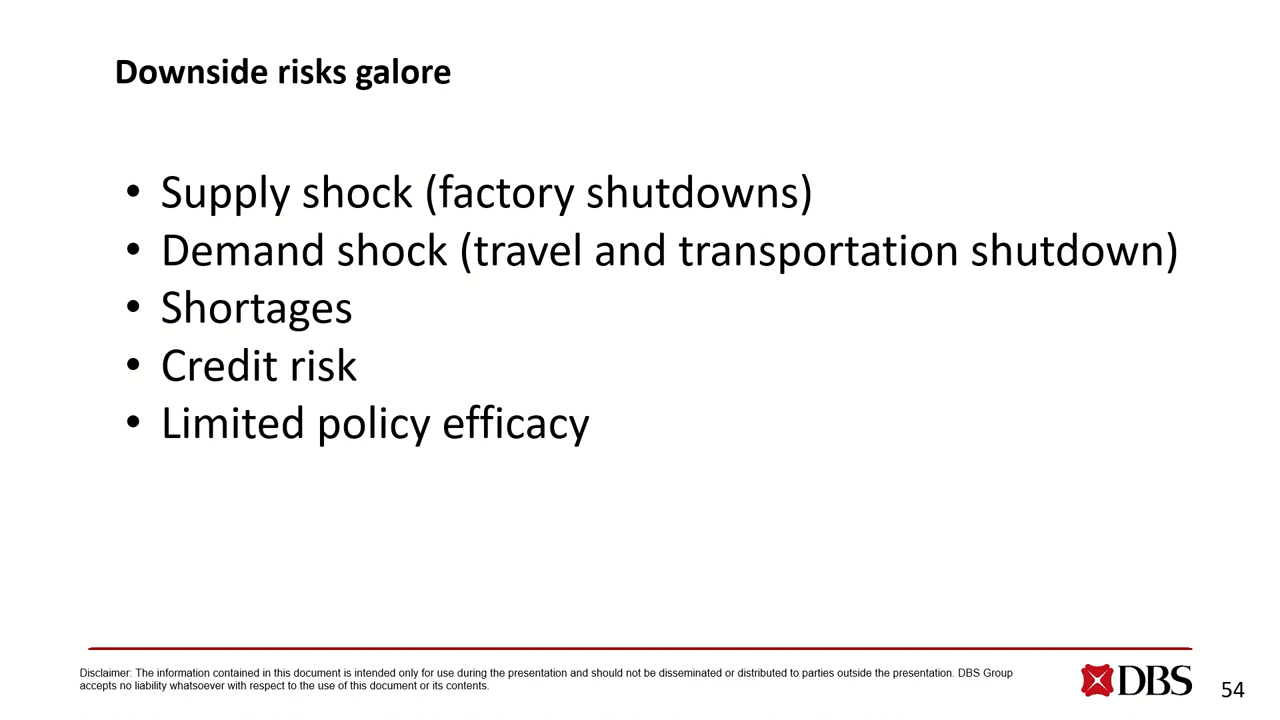 Downside risks galore
• Supply shock (factory shutdowns)
• Demand shock (travel and transportation shutdown)
• Shortages
• Credit risk
• Limited policy efficacy
Disclaimer: The information contained in this document is intended only for use during the presentation and should not be disseminated or distributed to parties outside the presentation. DBS Group
accepts no liability whatsoever with respect to the use of this document or its contents.
DBS
54